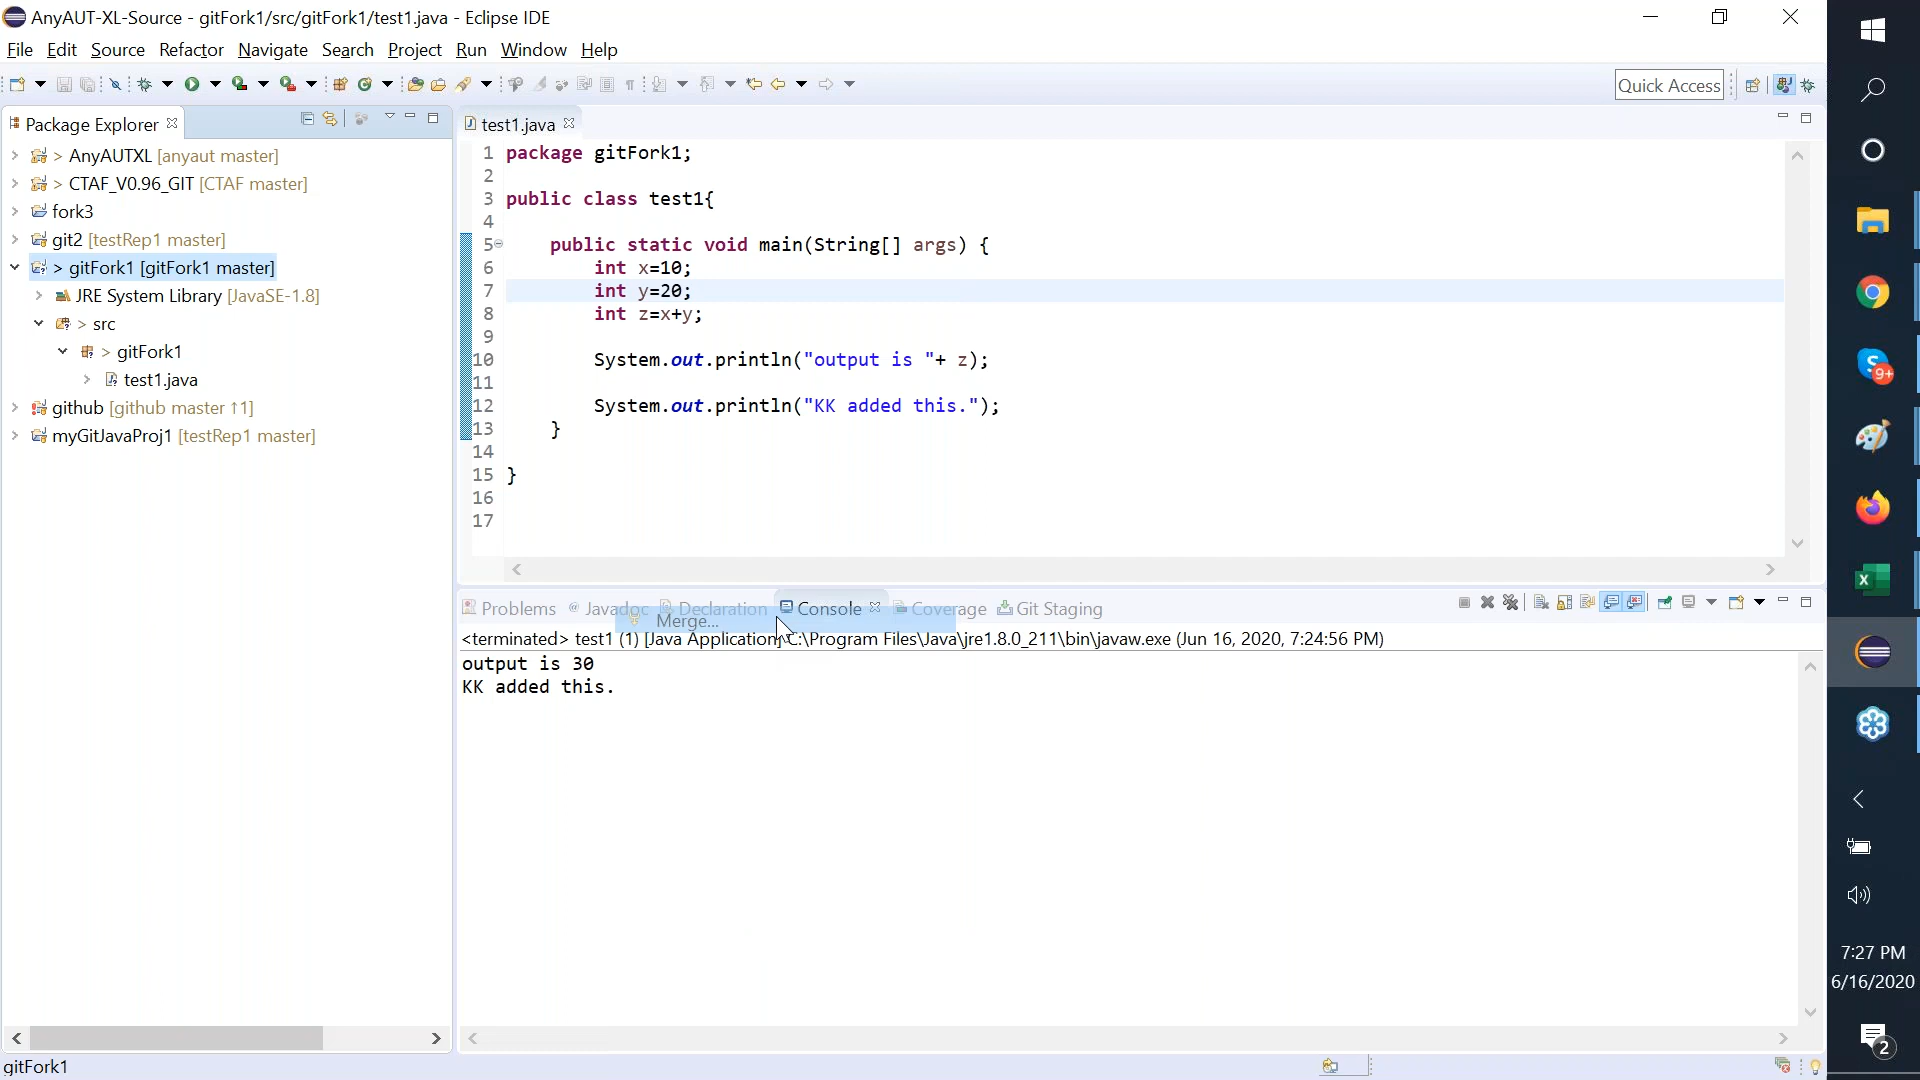 AnyAUT-XL-Source - gitFork1/src/gitFork1/test1.java - Eclipse IDE
File Edit Source Refactor Navigate Search Project Run Window Help
Quick Access
Package Explorer
> AnyAUTXL [anyaut master]
> CTAF_V0.96_GIT [CTAF master]
fork3
git2 [testRep1 master]
> gitFork1 [gitFork1 master]
JRE System Library [JavaSE-1.8]
> src
> gitFork1
test1.java
github [github master ↑1]
myGitJavaProj1 [testRep1 master]
test1.java
1 package gitFork1;
2
3 public class test1{
4
5 public static void main(String[] args) {
6 int x=10;
7 int y=20;
8 int z=x+y;
9
10 System.out.println("output is "+ z);
11
12 System.out.println("KK added this.");
13 }
14
15 }
16
17
Problems @ Javadoc Declaration Console Coverage Git Staging
Merge...
<terminated> test1 (1) [Java Application] C:\Program Files\Java\jre1.8.0_211\bin\javaw.exe (Jun 16, 2020, 7:24:56 PM)
output is 30
KK added this.
gitFork1
9+
7:27 PM
6/16/2020
2